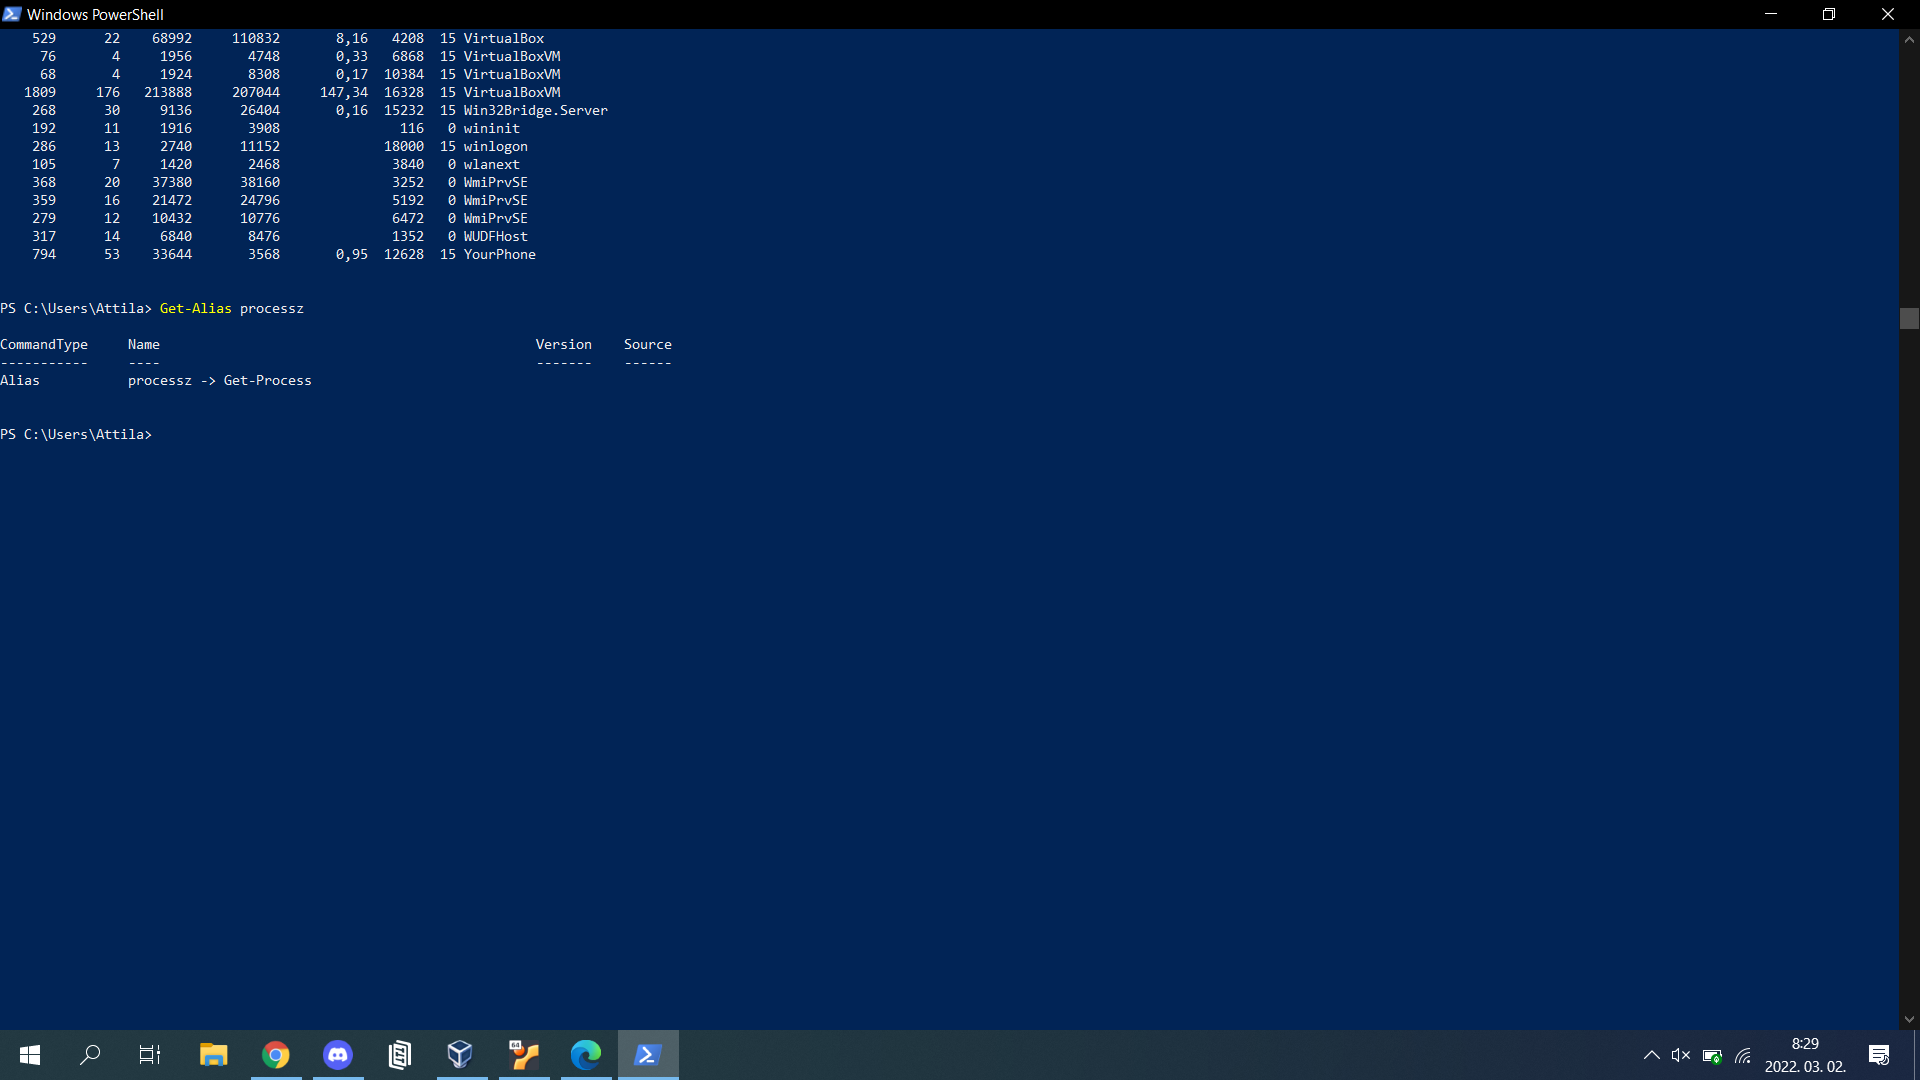 Windows PowerShell
529 22 68992 110832 8,16 4208 15 VirtualBox
76 4 1956 4748 0,33 6868 15 VirtualBoxVM
68 4 1924 8308 0,17 10384 15 VirtualBoxVM
1809 176 213888 207044 147,34 16328 15 VirtualBoxVM
268 30 9136 26404 0,16 15232 15 Win32Bridge.Server
192 11 1916 3908 116 0 wininit
286 13 2740 11152 18000 15 winlogon
105 7 1420 2468 3840 0 wlanext
368 20 37380 38160 3252 0 WmiPrvSE
359 16 21472 24796 5192 0 WmiPrvSE
279 12 10432 10776 6472 0 WmiPrvSE
317 14 6840 8476 1352 0 WUDFHost
794 53 33644 3568 0,95 12628 15 YourPhone
PS C:\Users\Attila> Get-Alias processz
CommandType Name Version Source
----------- ---- ------- ------
Alias processz -> Get-Process
PS C:\Users\Attila>
64
8:29
2022. 03. 02.